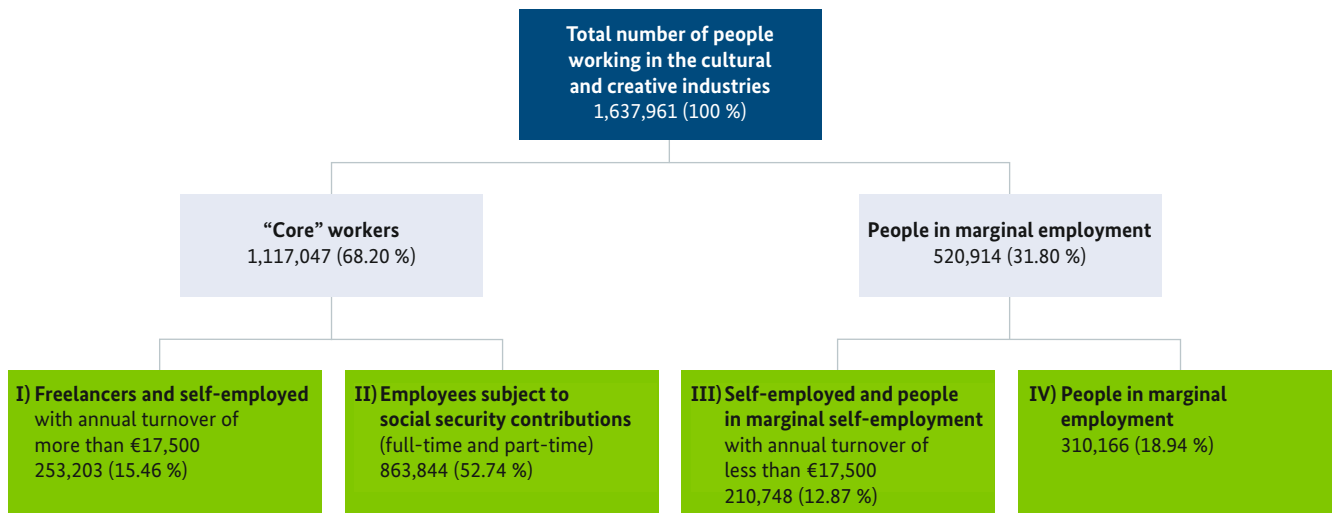 Total number of people
working in the cultural
and creative industries
1,637,961 (100 %)
“Core” workers
1,117,047 (68.20 %)
People in marginal employment
520,914 (31.80 %)
I) Freelancers and self-employed
with annual turnover of
more than €17,500
253,203 (15.46 %)
II) Employees subject to
social security contributions
(full-time and part-time)
863,844 (52.74 %)
III) Self-employed and people
in marginal self-employment
with annual turnover of
less than €17,500
210,748 (12.87 %)
IV) People in marginal
employment
310,166 (18.94 %)